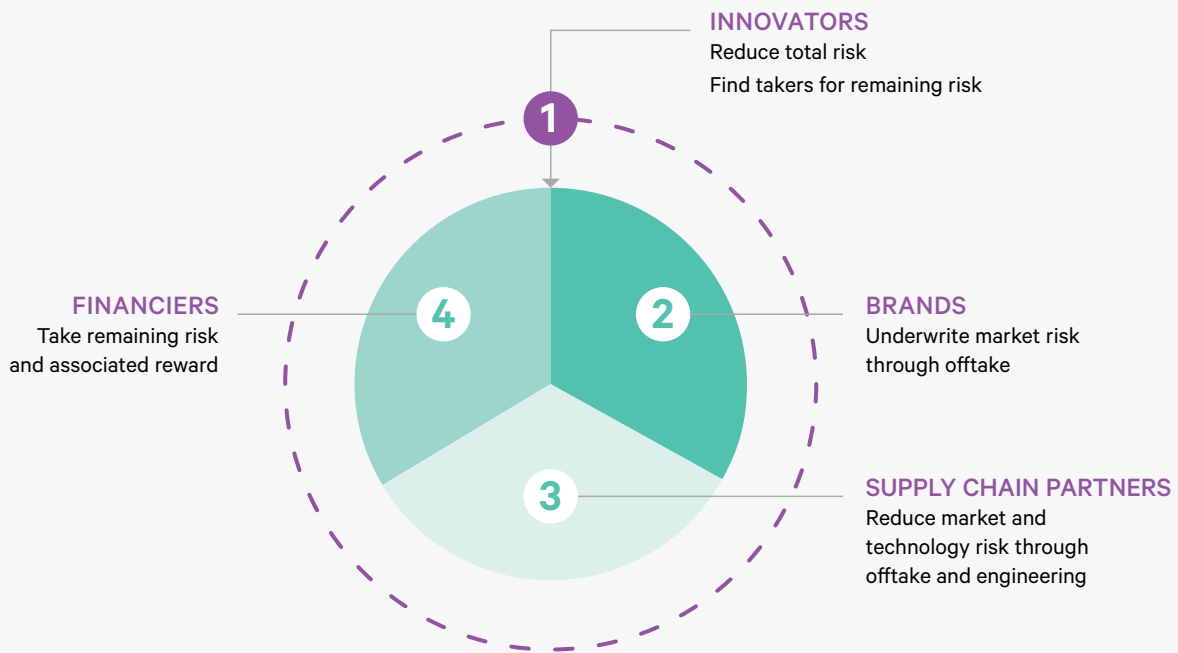 INNOVATORS
Reduce total risk
Find takers for remaining risk
1
2
BRANDS
Underwrite market risk
through offtake
3
SUPPLY CHAIN PARTNERS
Reduce market and
technology risk through
offtake and engineering
4
FINANCIERS
Take remaining risk
and associated reward